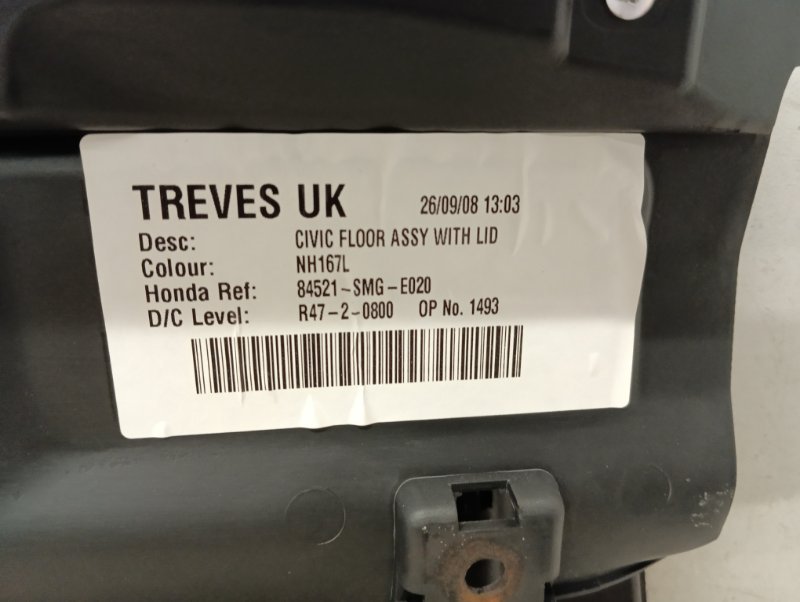 TREVES UK 26/09/08 13:03
Desc: CIVIC FLOOR ASSY WITH LID
Colour: NH167L
Honda Ref: 84521-SMG-E020
D/C Level: R47-2-0800 OP No. 1493